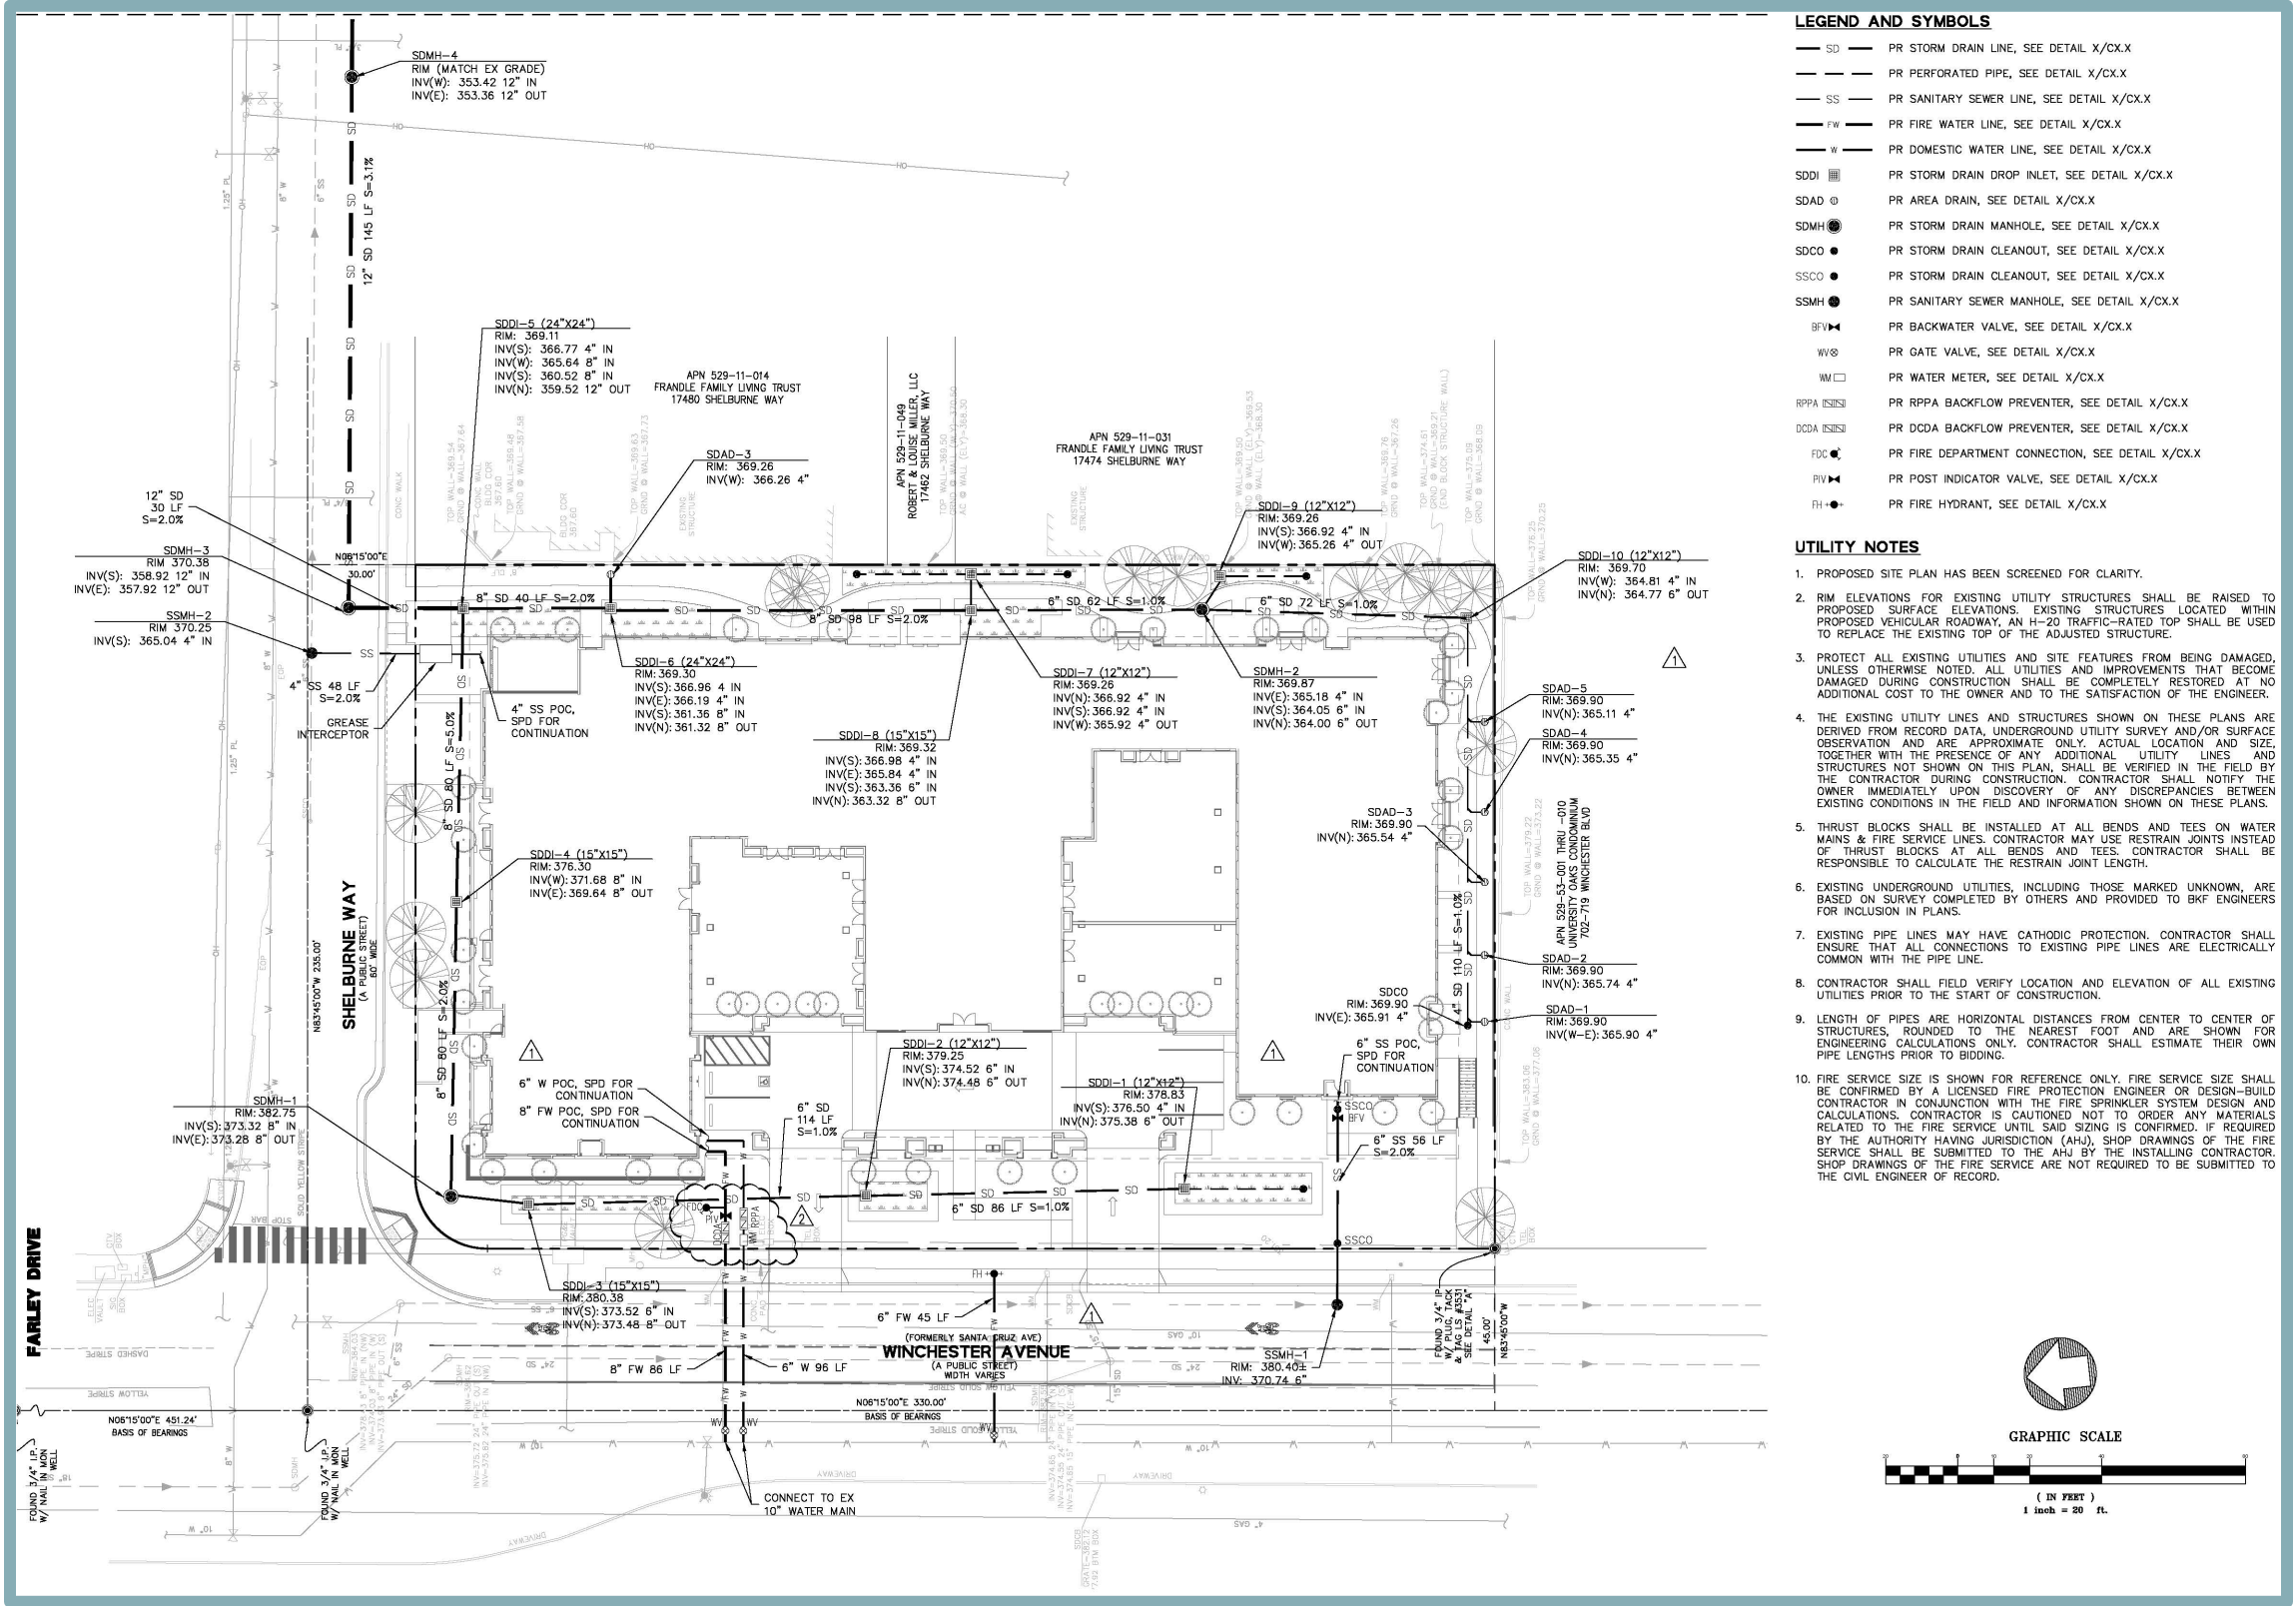 LEGEND AND SYMBOLS
SD PR STORM DRAIN LINE, SEE DETAIL X/CX.X
PR PERFORATED PIPE, SEE DETAIL X/CX.X
SS PR SANITARY SEWER LINE, SEE DETAIL X/CX.X
FW PR FIRE WATER LINE, SEE DETAIL X/CX.X
W PR DOMESTIC WATER LINE, SEE DETAIL X/CX.X
SDDI PR STORM DRAIN DROP INLET, SEE DETAIL X/CX.X
SDAD PR AREA DRAIN, SEE DETAIL X/CX.X
SDMH PR STORM DRAIN MANHOLE, SEE DETAIL X/CX.X
SDCO PR STORM DRAIN CLEANOUT, SEE DETAIL X/CX.X
SSCO PR STORM DRAIN CLEANOUT, SEE DETAIL X/CX.X
SSMH PR SANITARY SEWER MANHOLE, SEE DETAIL X/CX.X
BFV PR BACKWATER VALVE, SEE DETAIL X/CX.X
WV PR GATE VALVE, SEE DETAIL X/CX.X
WM PR WATER METER, SEE DETAIL X/CX.X
RPPA PR RPPA BACKFLOW PREVENTER, SEE DETAIL X/CX.X
DCDA PR DCDA BACKFLOW PREVENTER, SEE DETAIL X/CX.X
FDC PR FIRE DEPARTMENT CONNECTION, SEE DETAIL X/CX.X
PIV PR POST INDICATOR VALVE, SEE DETAIL X/CX.X
FH PR FIRE HYDRANT, SEE DETAIL X/CX.X
UTILITY NOTES
1. PROPOSED SITE PLAN HAS BEEN SCREENED FOR CLARITY.
2. RIM ELEVATIONS FOR EXISTING UTILITY STRUCTURES SHALL BE RAISED TO
PROPOSED SURFACE ELEVATIONS. EXISTING STRUCTURES LOCATED WITHIN
PROPOSED VEHICULAR ROADWAY, AN H-20 TRAFFIC-RATED TOP SHALL BE USED
TO REPLACE THE EXISTING TOP OF THE ADJUSTED STRUCTURE.
3. PROTECT ALL EXISTING UTILITIES AND SITE FEATURES FROM BEING DAMAGED,
UNLESS OTHERWISE NOTED. ALL UTILITIES AND IMPROVEMENTS THAT BECOME
DAMAGED DURING CONSTRUCTION SHALL BE COMPLETELY RESTORED AT NO
ADDITIONAL COST TO THE OWNER AND TO THE SATISFACTION OF THE ENGINEER.
4. THE EXISTING UTILITY LINES AND STRUCTURES SHOWN ON THESE PLANS ARE
DERIVED FROM RECORD DATA, UNDERGROUND UTILITY SURVEY AND/OR SURFACE
OBSERVATION AND ARE APPROXIMATE ONLY. ACTUAL LOCATION AND SIZE,
TOGETHER WITH THE PRESENCE OF ANY ADDITIONAL UTILITY LINES AND
STRUCTURES NOT SHOWN ON THIS PLAN, SHALL BE VERIFIED IN THE FIELD BY
THE CONTRACTOR DURING CONSTRUCTION. CONTRACTOR SHALL NOTIFY THE
OWNER IMMEDIATELY UPON DISCOVERY OF ANY DISCREPANCIES BETWEEN
EXISTING CONDITIONS IN THE FIELD AND INFORMATION SHOWN ON THESE PLANS.
5. THRUST BLOCKS SHALL BE INSTALLED AT ALL BENDS AND TEES ON WATER
MAINS & FIRE SERVICE LINES. CONTRACTOR MAY USE RESTRAIN JOINTS INSTEAD
OF THRUST BLOCKS AT ALL BENDS AND TEES. CONTRACTOR SHALL BE
RESPONSIBLE TO CALCULATE THE RESTRAIN JOINT LENGTH.
6. EXISTING UNDERGROUND UTILITIES, INCLUDING THOSE MARKED UNKNOWN, ARE
BASED ON SURVEY COMPLETED BY OTHERS AND PROVIDED TO BKF ENGINEERS
FOR INCLUSION IN PLANS.
7. EXISTING PIPE LINES MAY HAVE CATHODIC PROTECTION. CONTRACTOR SHALL
ENSURE THAT ALL CONNECTIONS TO EXISTING PIPE LINES ARE ELECTRICALLY
COMMON WITH THE PIPE LINE.
8. CONTRACTOR SHALL FIELD VERIFY LOCATION AND ELEVATION OF ALL EXISTING
UTILITIES PRIOR TO THE START OF CONSTRUCTION.
9. LENGTH OF PIPES ARE HORIZONTAL DISTANCES FROM CENTER TO CENTER OF
STRUCTURES, ROUNDED TO THE NEAREST FOOT AND ARE SHOWN FOR
ENGINEERING CALCULATIONS ONLY. CONTRACTOR SHALL ESTIMATE THEIR OWN
PIPE LENGTHS PRIOR TO BIDDING.
10. FIRE SERVICE SIZE IS SHOWN FOR REFERENCE ONLY. FIRE SERVICE SIZE SHALL
BE CONFIRMED BY A LICENSED FIRE PROTECTION ENGINEER OR DESIGN-BUILD
CONTRACTOR IN CONJUNCTION WITH THE FIRE SPRINKLER SYSTEM DESIGN AND
CALCULATIONS. CONTRACTOR IS CAUTIONED NOT TO ORDER ANY MATERIALS
RELATED TO THE FIRE SERVICE UNTIL SAID SIZING IS CONFIRMED. IF REQUIRED
BY THE AUTHORITY HAVING JURISDICTION (AHJ), SHOP DRAWINGS OF THE FIRE
SERVICE SHALL BE SUBMITTED TO THE AHJ BY THE INSTALLING CONTRACTOR.
SHOP DRAWINGS OF THE FIRE SERVICE ARE NOT REQUIRED TO BE SUBMITTED TO
THE CIVIL ENGINEER OF RECORD.
GRAPHIC SCALE
( IN FEET )
1 inch = 20 ft.
SDMH-4
RIM (MATCH EX GRADE)
INV(W): 353.42 12" IN
INV(E): 353.36 12" OUT
12" SD 145 LF S=3.1%
SDDI-5 (24"X24")
RIM: 369.11
INV(S): 366.77 4" IN
INV(W): 365.64 8" IN
INV(S): 360.52 8" IN
INV(N): 359.52 12" OUT
APN 529-11-014
FRANDLE FAMILY LIVING TRUST
17480 SHELBURNE WAY
APN 529-11-049
ROBERT & LOUISE MILLER, LLC
17462 SHELBURNE WAY
APN 529-11-031
FRANDLE FAMILY LIVING TRUST
17474 SHELBURNE WAY
SDAD-3
RIM: 369.26
INV(W): 366.26 4"
12" SD
30 LF
S=2.0%
SDMH-3
RIM 370.38
INV(S): 358.92 12" IN
INV(E): 357.92 12" OUT
SSMH-2
RIM 370.25
INV(S): 365.04 4" IN
N06°15'00"E
30.00'
SDDI-9 (12"X12")
RIM: 369.26
INV(S): 366.92 4" IN
INV(W): 365.26 4" OUT
SDDI-10 (12"X12")
RIM: 369.70
INV(W): 364.81 4" IN
INV(N): 364.77 6" OUT
8" SD 40 LF S=2.0%
8" SD 98 LF S=2.0%
6" SD 62 LF S=1.0%
6" SD 72 LF S=1.0%
4" SS 48 LF
S=2.0%
GREASE
INTERCEPTOR
4" SS POC,
SPD FOR
CONTINUATION
SDDI-6 (24"X24")
RIM: 369.30
INV(S): 366.96 4 IN
INV(E): 366.19 4" IN
INV(S): 361.36 8" IN
INV(N): 361.32 8" OUT
SDDI-8 (15"X15")
RIM: 369.32
INV(S): 366.98 4" IN
INV(E): 365.84 4" IN
INV(S): 363.36 6" IN
INV(N): 363.32 8" OUT
SDDI-7 (12"X12")
RIM: 369.26
INV(N): 366.92 4" IN
INV(S): 366.92 4" IN
INV(W): 365.92 4" OUT
SDMH-2
RIM: 369.87
INV(E): 365.18 4" IN
INV(S): 364.05 6" IN
INV(N): 364.00 6" OUT
SDAD-5
RIM: 369.90
INV(N): 365.11 4"
SDAD-4
RIM: 369.90
INV(N): 365.35 4"
SDAD-3
RIM: 369.90
INV(N): 365.54 4"
APN 529-53-001 THRU -010
UNIVERSITY OAKS CONDOMINIUM
702-719 WINCHESTER BLVD
8" SD 80 LF S=5.0%
SDDI-4 (15"X15")
RIM: 376.30
INV(W): 371.68 8" IN
INV(E): 369.64 8" OUT
SHELBURNE WAY
(A PUBLIC STREET)
60' WIDE
N83°45'00"W 235.00'
8" SD 80 LF S=2.0%
4" SD 110 LF S=1.0%
SDAD-2
RIM: 369.90
INV(N): 365.74 4"
SDCO
RIM: 369.90
INV(E): 365.91 4"
SDAD-1
RIM: 369.90
INV(W-E): 365.90 4"
SDDI-2 (12"X12")
RIM: 379.25
INV(S): 374.52 6" IN
INV(N): 374.48 6" OUT
SDDI-1 (12"X12")
RIM: 378.83
INV(S): 376.50 4" IN
INV(N): 375.38 6" OUT
6" SS POC,
SPD FOR
CONTINUATION
SSCO
BFV
6" SS 56 LF
S=2.0%
SSCO
6" W POC, SPD FOR
CONTINUATION
8" FW POC, SPD FOR
CONTINUATION
6" SD
114 LF
S=1.0%
SDMH-1
RIM: 382.75
INV(S): 373.32 8" IN
INV(E): 373.28 8" OUT
6" SD 86 LF S=1.0%
FDC
PIV
DCDA
WM RPPA
SDDI-3 (15"X15")
RIM: 380.38
INV(S): 373.52 6" IN
INV(N): 373.48 8" OUT
FH
6" FW 45 LF
(FORMERLY SANTA CRUZ AVE)
WINCHESTER AVENUE
(A PUBLIC STREET)
WIDTH VARIES
8" FW 86 LF
6" W 96 LF
SSMH-1
RIM: 380.40±
INV: 370.74 6"
FOUND 3/4" IP
W/ PLUG, TACK
& TAG LS #3531
SEE DETAIL "A"
45.00'
N83°45'00"W
FARLEY DRIVE
N06°15'00"E 451.24'
BASIS OF BEARINGS
N06°15'00"E 330.00'
BASIS OF BEARINGS
FOUND 3/4" I.P.
W/ NAIL IN MON
WELL
FOUND 3/4" I.P.
W/ NAIL IN MON
WELL
CONNECT TO EX
10" WATER MAIN
DRIVEWAY
DRIVEWAY
DRIVEWAY
4" GAS
10" GAS
YELLOW STRIPE
DASHED STRIPE
STOP BAR
SOLID YELLOW STRIPE
CONC WALK
EXISTING
STRUCTURE
EXISTING
STRUCTURE